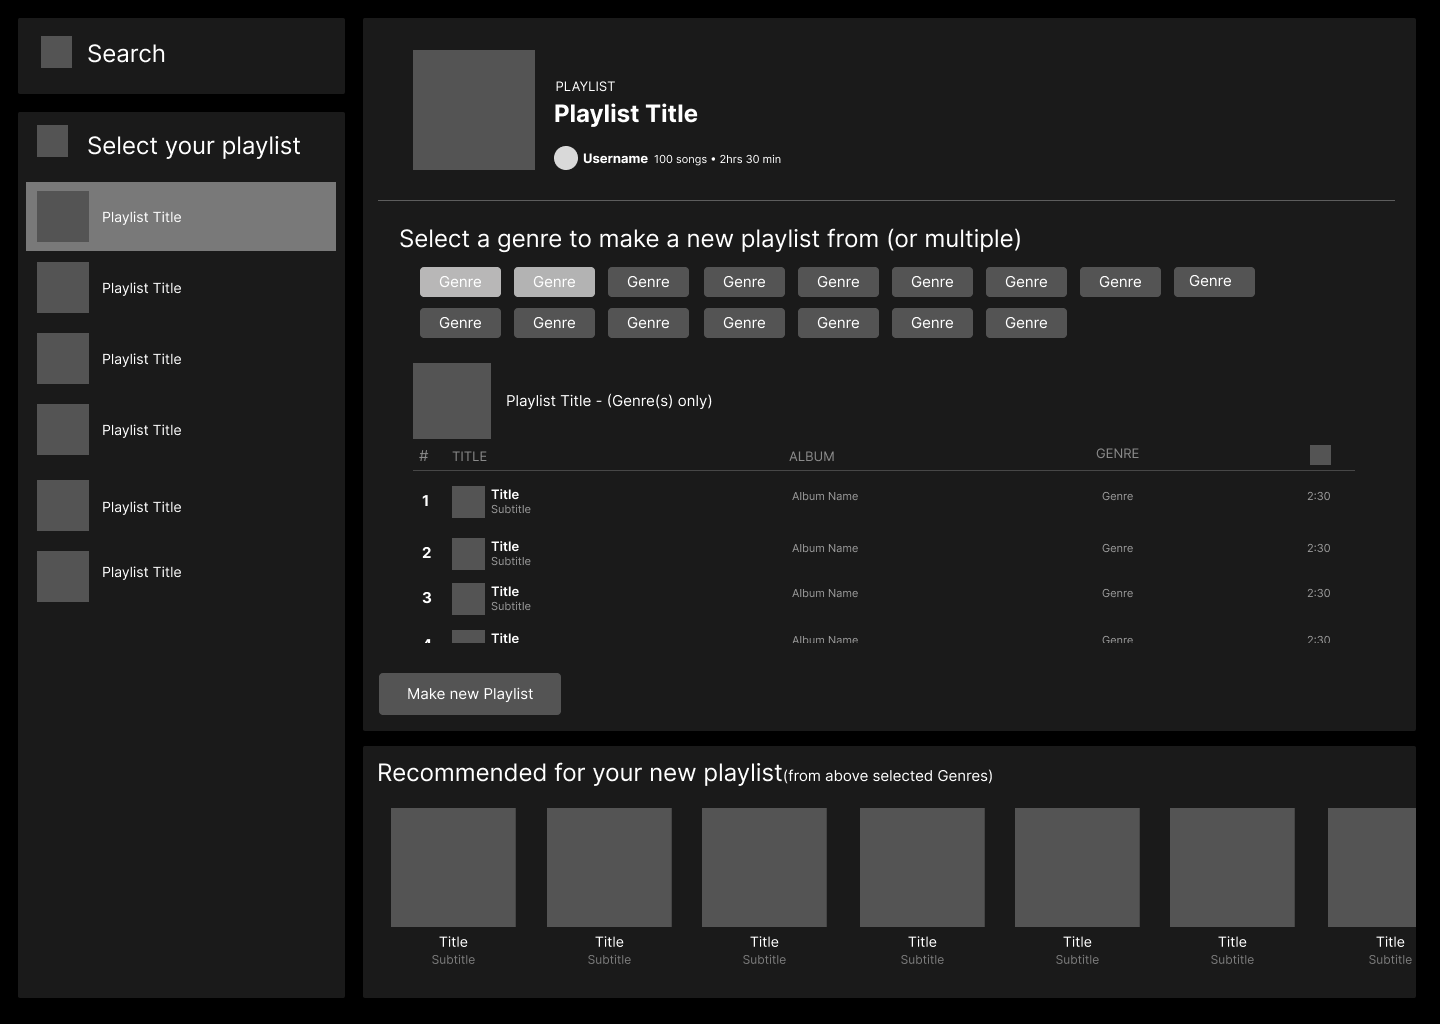 Search
Select your playlist
Playlist Title
Playlist Title
Playlist Title
Playlist Title
Playlist Title
Playlist Title
PLAYLIST
Playlist Title
Username 100 songs • 2hrs 30 min
Select a genre to make a new playlist from (or multiple)
Genre Genre Genre Genre Genre Genre Genre Genre Genre
Genre Genre Genre Genre Genre Genre Genre
Playlist Title - (Genre(s) only)
# TITLE ALBUM GENRE
1 Title Album Name Genre 2:30
Subtitle
2 Title Album Name Genre 2:30
Subtitle
3 Title Album Name Genre 2:30
Subtitle
4 Title Album Name Genre 2:30
Make new Playlist
Recommended for your new playlist(from above selected Genres)
Title Title Title Title Title Title Title
Subtitle Subtitle Subtitle Subtitle Subtitle Subtitle Subtitle